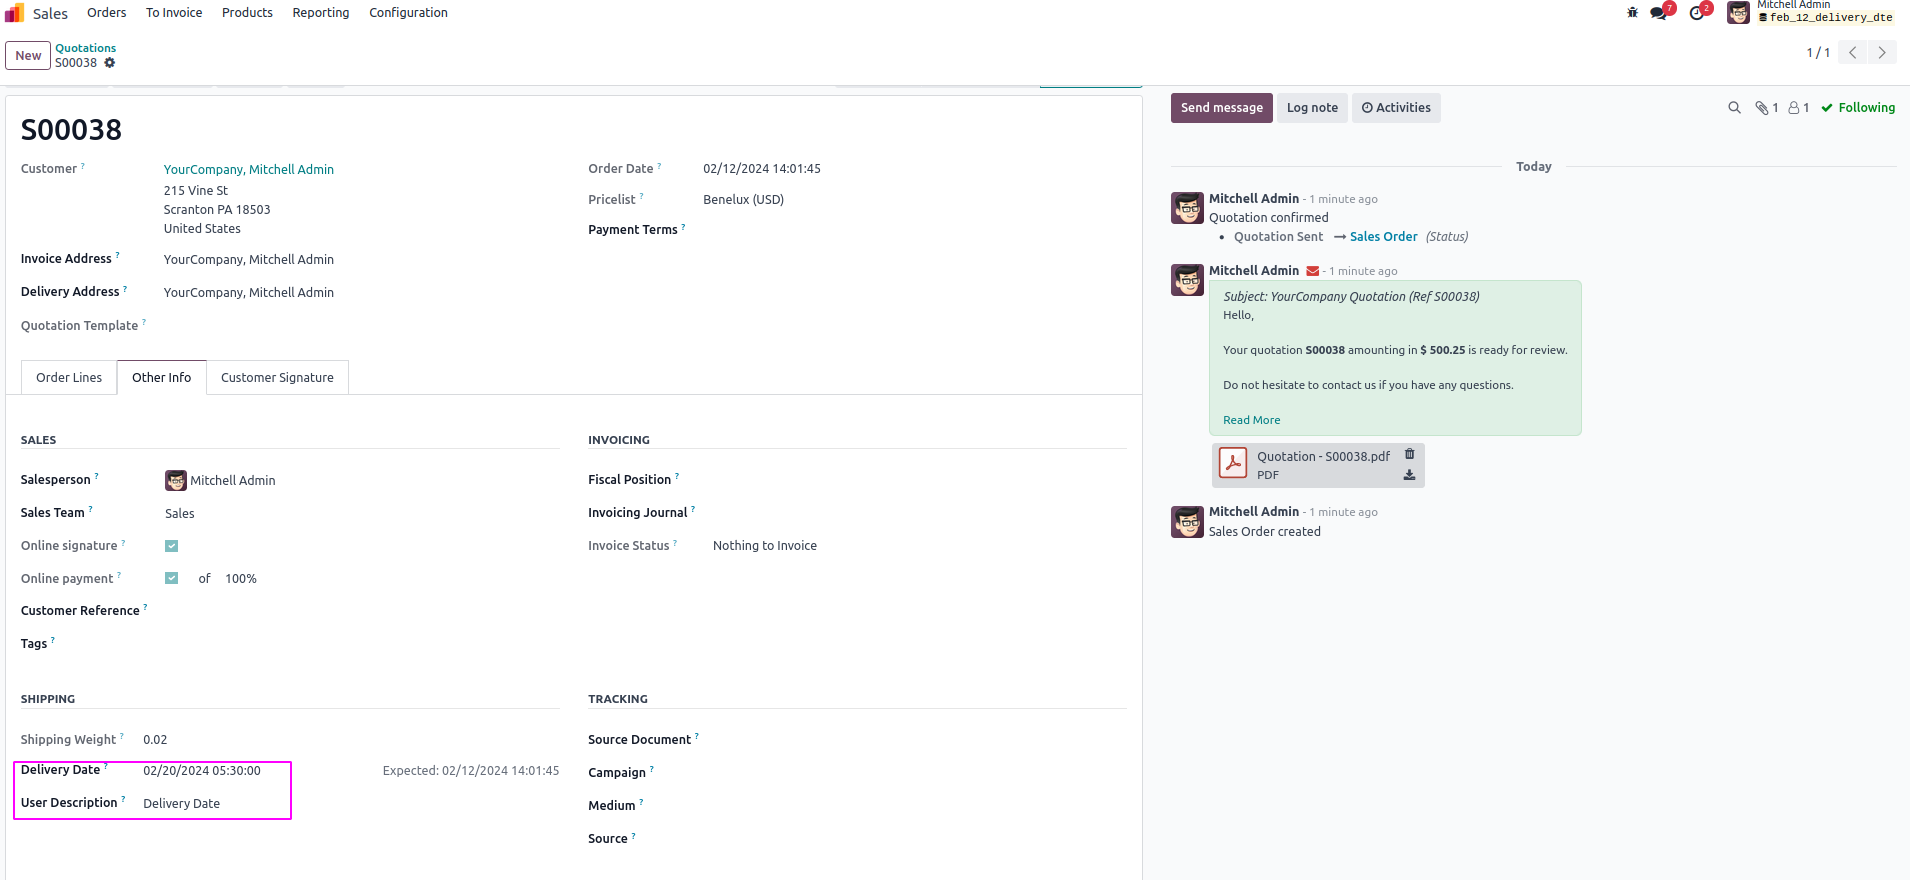 Sales Orders To Invoice Products Reporting Configuration 7 2 Mitchell Admin
feb_12_delivery_dte
New Quotations
S00038
1 / 1
S00038
Customer ? YourCompany, Mitchell Admin
215 Vine St
Scranton PA 18503
United States
Invoice Address ? YourCompany, Mitchell Admin
Delivery Address ? YourCompany, Mitchell Admin
Quotation Template ?
Order Date ? 02/12/2024 14:01:45
Pricelist ? Benelux (USD)
Payment Terms ?
Order Lines Other Info Customer Signature
SALES
Salesperson ? Mitchell Admin
Sales Team ? Sales
Online signature ?
Online payment ? of 100%
Customer Reference ?
Tags ?
INVOICING
Fiscal Position ?
Invoicing Journal ?
Invoice Status ? Nothing to Invoice
SHIPPING
Shipping Weight ? 0.02
Delivery Date ? 02/20/2024 05:30:00 Expected: 02/12/2024 14:01:45
User Description ? Delivery Date
TRACKING
Source Document ?
Campaign ?
Medium ?
Source ?
Send message Log note Activities 1 1 Following
Today
Mitchell Admin - 1 minute ago
Quotation confirmed
• Quotation Sent → Sales Order (Status)
Mitchell Admin - 1 minute ago
Subject: YourCompany Quotation (Ref S00038)
Hello,
Your quotation S00038 amounting in $ 500.25 is ready for review.
Do not hesitate to contact us if you have any questions.
Read More
Quotation - S00038.pdf
PDF
Mitchell Admin - 1 minute ago
Sales Order created